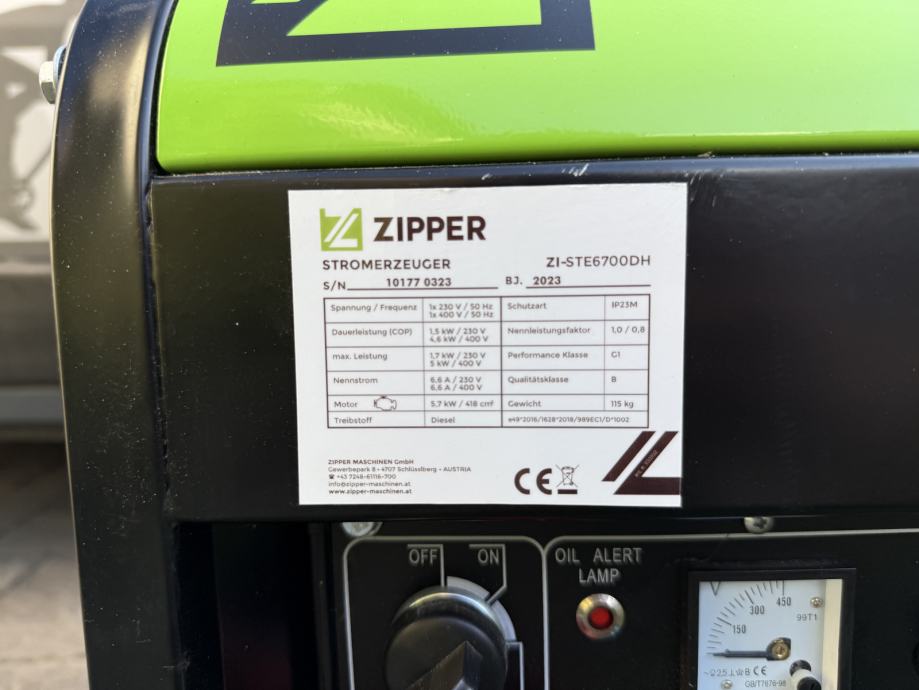 ZIPPER
STROMERZEUGER ZI-STE6700DH
S/N 10177 0323 BJ. 2023
Spannung / Frequenz 1x 230 V / 50 Hz Schutzart IP23M
1x 400 V / 50 Hz
Dauerleistung (COP) 1,5 kW / 230 V Nennleistungsfaktor 1,0 / 0,8
4,6 kW / 400 V
max. Leistung 1,7 kW / 230 V Performance Klasse G1
5 kW / 400 V
Nennstrom 6,6 A / 230 V Qualitätsklasse B
6,6 A / 400 V
Motor 5,7 kW / 418 cm³ Gewicht 115 kg
Treibstoff Diesel e49*2016/1628*2018/989EC1/D*1002
ZIPPER MASCHINEN GmbH
Gewerbepark 8 • 4707 Schlüsslberg • AUSTRIA
☎ +43 7248-61116-700
info@zipper-maschinen.at
www.zipper-maschinen.at
CE
OFF ON
OIL ALERT
LAMP
V
150 300 450
99T1
B CE
GB/T7676-98